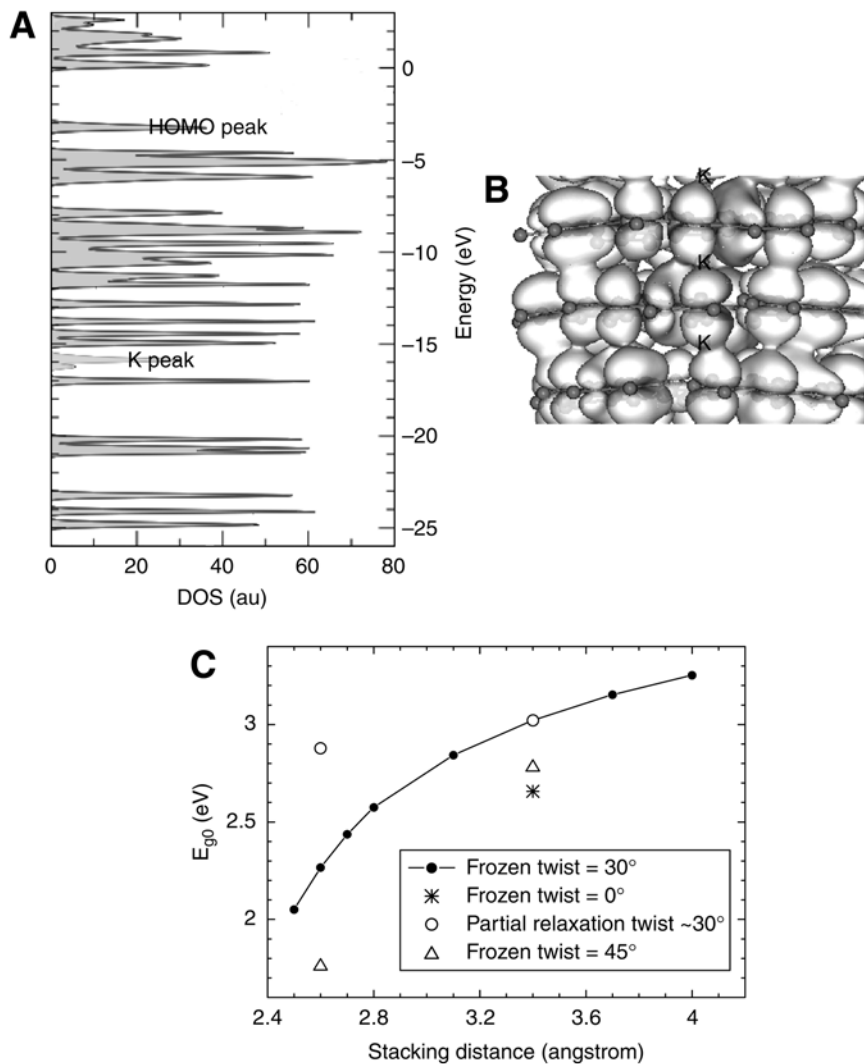 A
0
HOMO peak
−5
−10
Energy (eV)
−15
K peak
−20
−25
0 20 40 60 80
DOS (au)
B
K
K
K
C
3
2.5
2
E_g0 (eV)
Frozen twist = 30°
Frozen twist = 0°
Partial relaxation twist ~30°
Frozen twist = 45°
2.4 2.8 3.2 3.6 4
Stacking distance (angstrom)